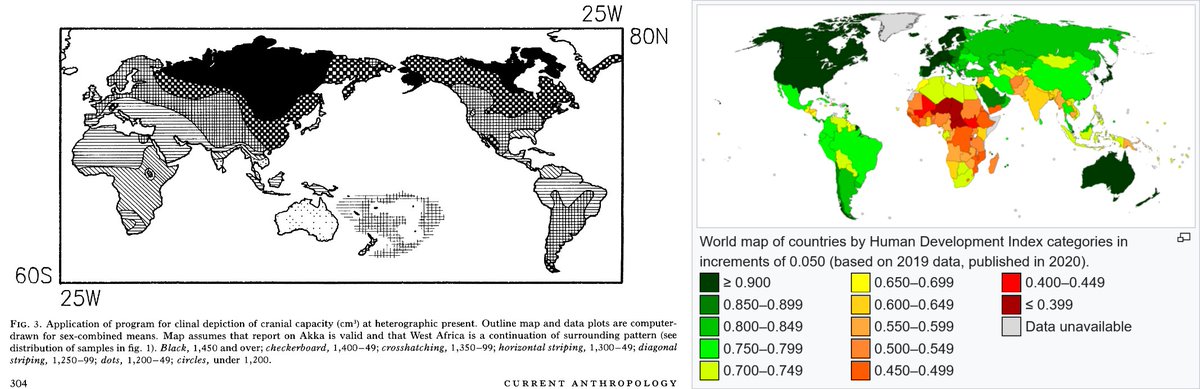 25W
80N
60S
25W
FIG. 3. Application of program for clinal depiction of cranial capacity (cm³) at heterographic present. Outline map and data plots are computer-
drawn for sex-combined means. Map assumes that report on Akka is valid and that West Africa is a continuation of surrounding pattern (see
distribution of samples in fig. 1). Black, 1,450 and over; checkerboard, 1,400–49; crosshatching, 1,350–99; horizontal striping, 1,300–49; diagonal
striping, 1,250–99; dots, 1,200–49; circles, under 1,200.
304
CURRENT ANTHROPOLOGY
World map of countries by Human Development Index categories in
increments of 0.050 (based on 2019 data, published in 2020).
≥ 0.900
0.850–0.899
0.800–0.849
0.750–0.799
0.700–0.749
0.650–0.699
0.600–0.649
0.550–0.599
0.500–0.549
0.450–0.499
0.400–0.449
≤ 0.399
Data unavailable